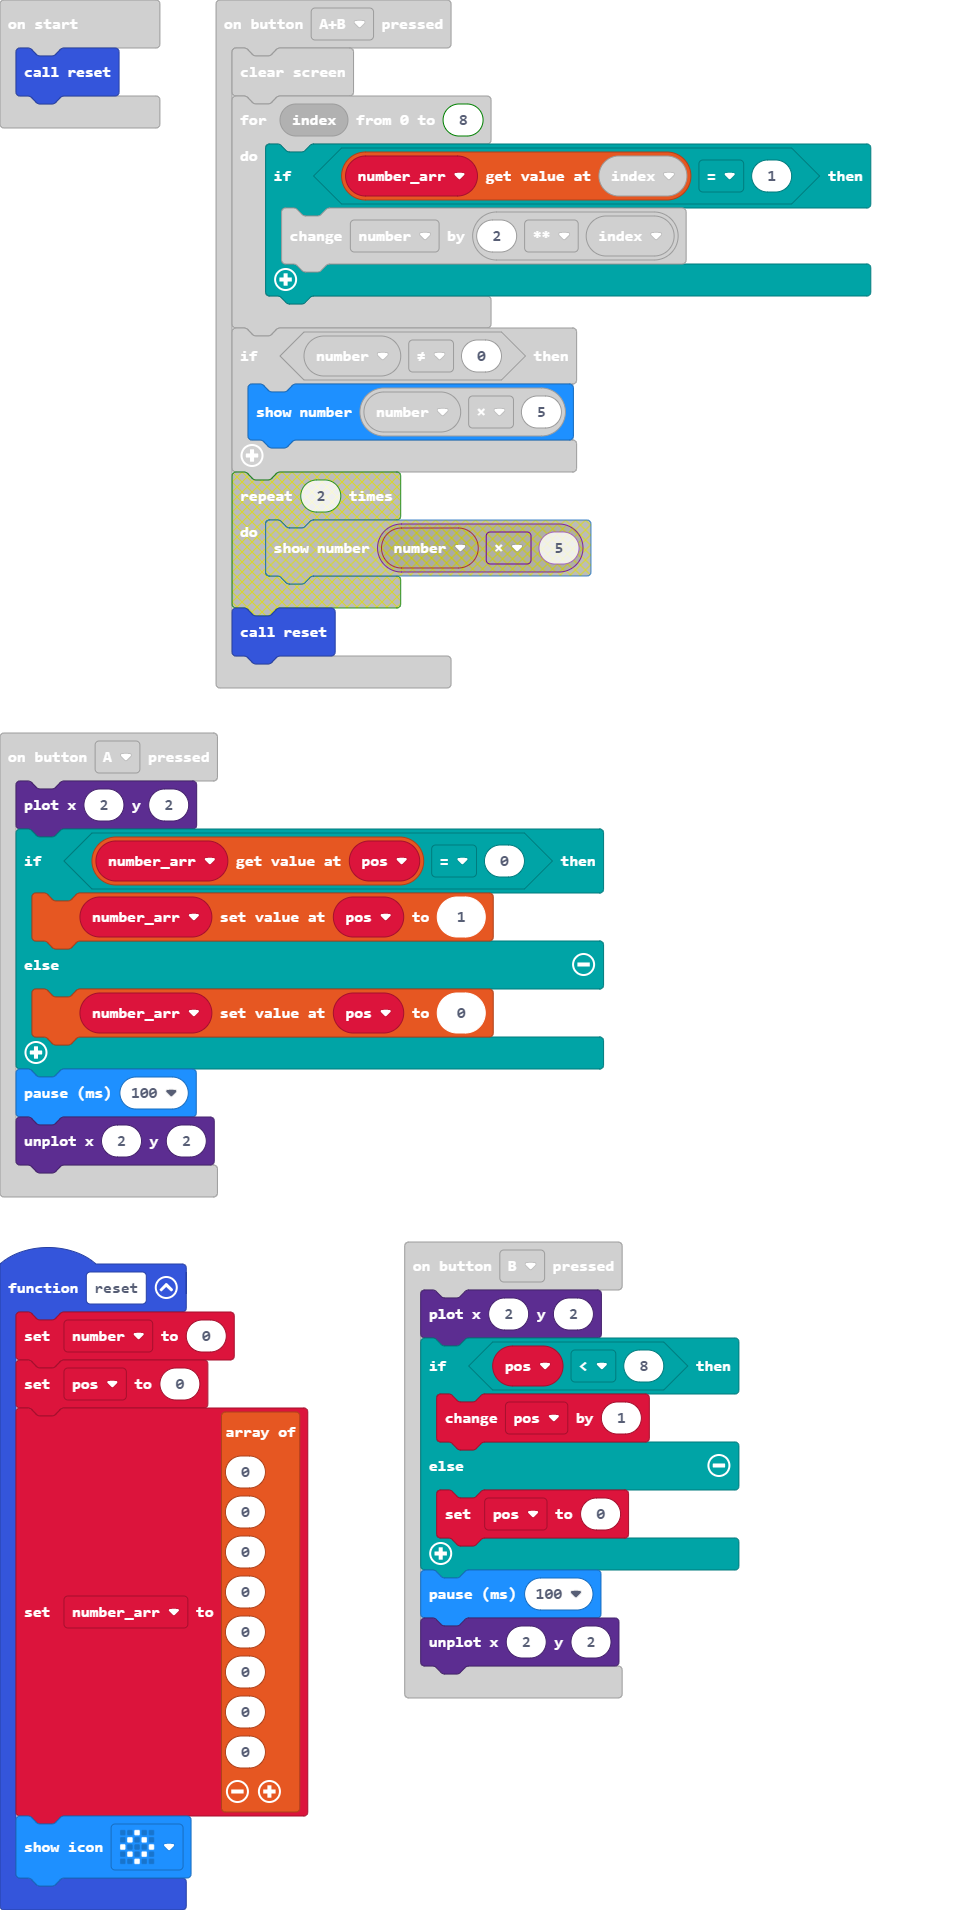 on start
call reset
on button A+B pressed
clear screen
for index from 0 to 8
do
if number_arr get value at index = 1 then
change number by 2 ** index
if number ≠ 0 then
show number number × 5
repeat 2 times
do
show number number × 5
call reset
on button A pressed
plot x 2 y 2
if number_arr get value at pos = 0 then
number_arr set value at pos to 1
else
number_arr set value at pos to 0
pause (ms) 100
unplot x 2 y 2
function reset
set number to 0
set pos to 0
set number_arr to
array of
0
0
0
0
0
0
0
0
show icon
on button B pressed
plot x 2 y 2
if pos < 8 then
change pos by 1
else
set pos to 0
pause (ms) 100
unplot x 2 y 2